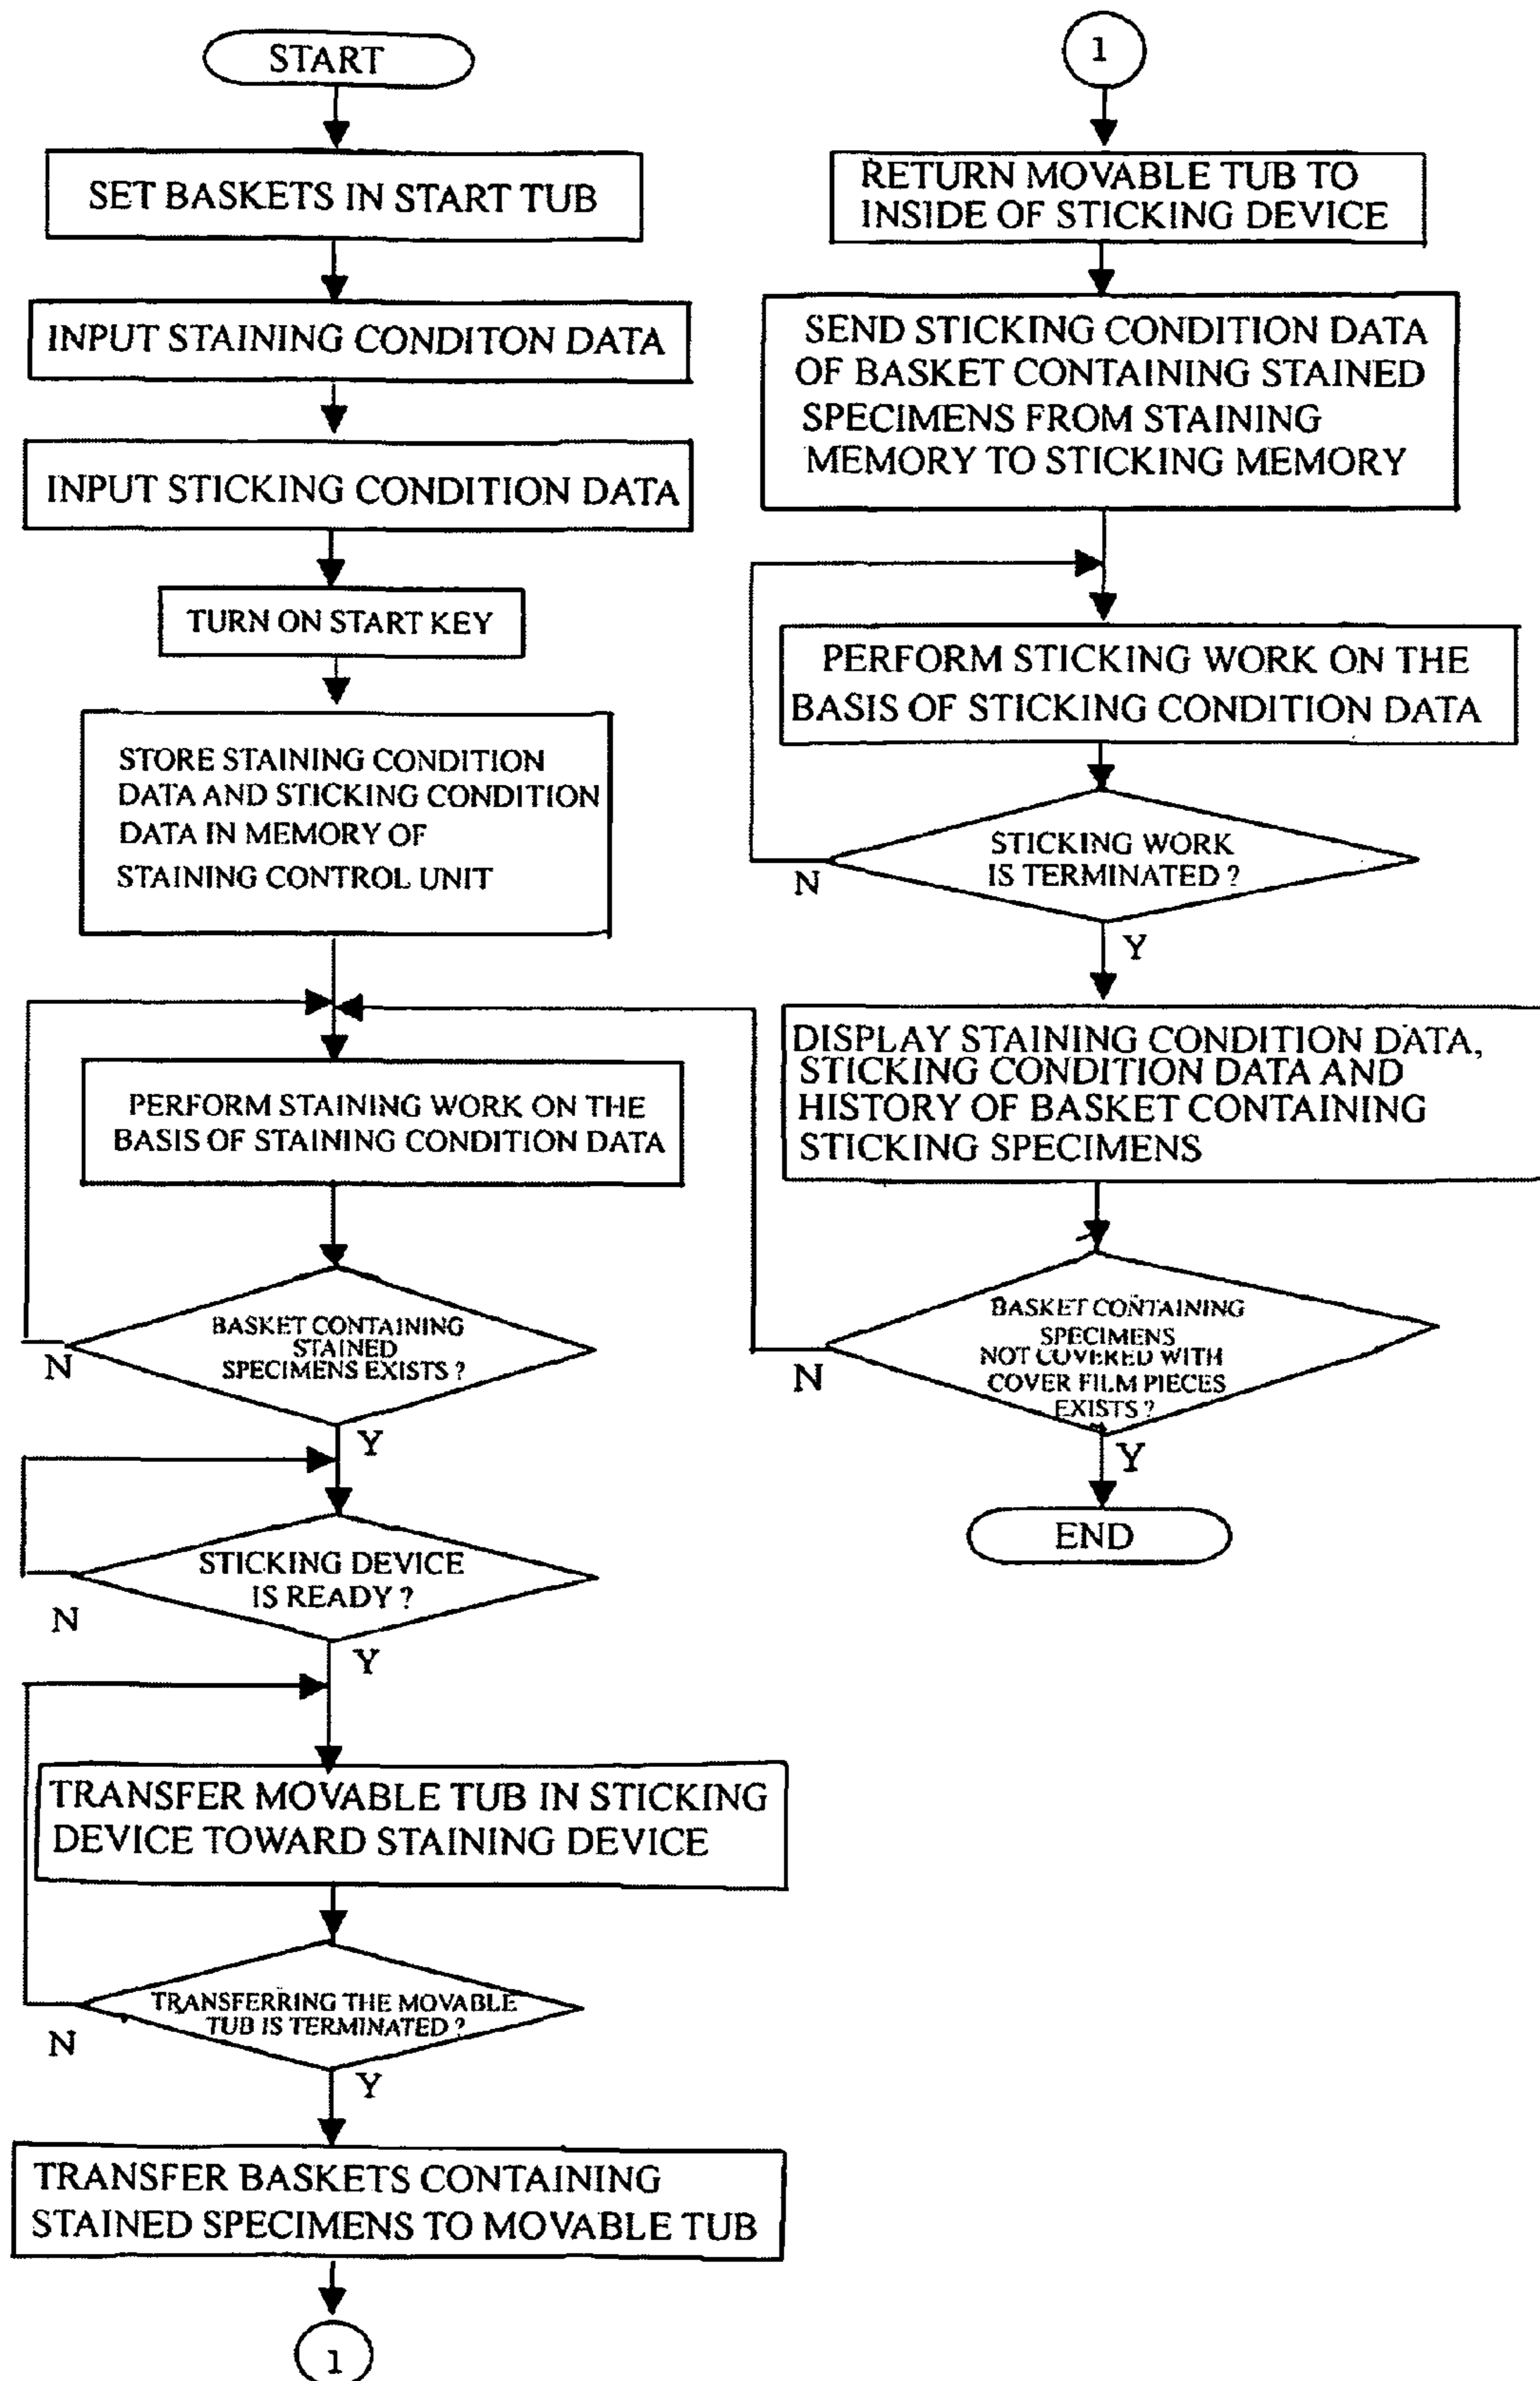 START
SET BASKETS IN START TUB
INPUT STAINING CONDITON DATA
INPUT STICKING CONDITION DATA
TURN ON START KEY
STORE STAINING CONDITION
DATA AND STICKING CONDITION
DATA IN MEMORY OF
STAINING CONTROL UNIT
PERFORM STAINING WORK ON THE
BASIS OF STAINING CONDITION DATA
BASKET CONTAINING
STAINED
SPECIMENS EXISTS ?
N
Y
STICKING DEVICE
IS READY ?
N
Y
TRANSFER MOVABLE TUB IN STICKING
DEVICE TOWARD STAINING DEVICE
TRANSFERRING THE MOVABLE
TUB IS TERMINATED ?
N
Y
TRANSFER BASKETS CONTAINING
STAINED SPECIMENS TO MOVABLE TUB
1
1
RETURN MOVABLE TUB TO
INSIDE OF STICKING DEVICE
SEND STICKING CONDITION DATA
OF BASKET CONTAINING STAINED
SPECIMENS FROM STAINING
MEMORY TO STICKING MEMORY
PERFORM STICKING WORK ON THE
BASIS OF STICKING CONDITION DATA
STICKING WORK
IS TERMINATED ?
N
Y
DISPLAY STAINING CONDITION DATA,
STICKING CONDITION DATA AND
HISTORY OF BASKET CONTAINING
STICKING SPECIMENS
BASKET CONTAINING
SPECIMENS
NOT COVERED WITH
COVER FILM PIECES
EXISTS ?
N
Y
END